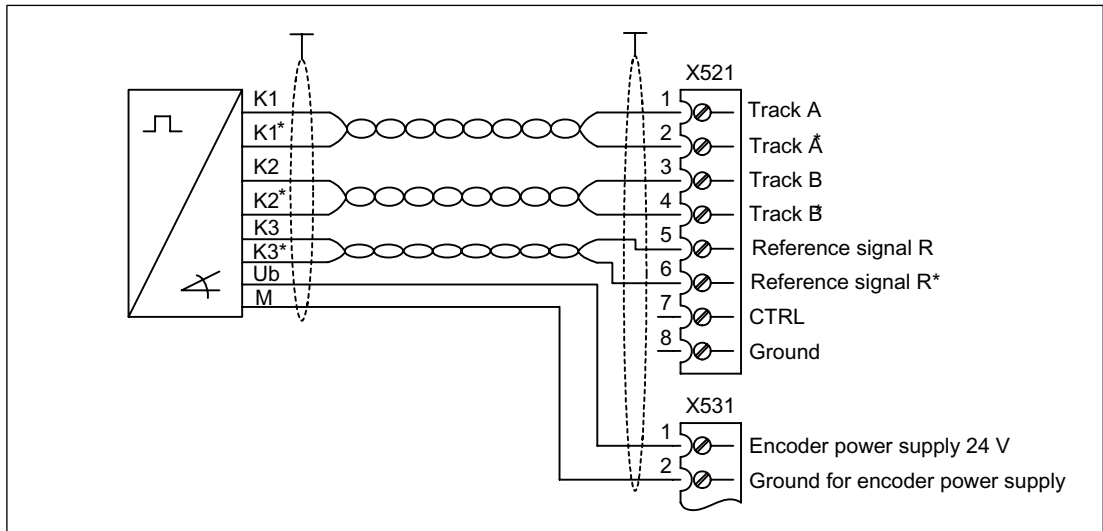 X521
K1 1 Track A
K1* 2 Track A*
K2 3 Track B
K2* 4 Track B*
K3 5 Reference signal R
K3* 6 Reference signal R*
Ub
M 7 CTRL
8 Ground
X531
1 Encoder power supply 24 V
2 Ground for encoder power supply